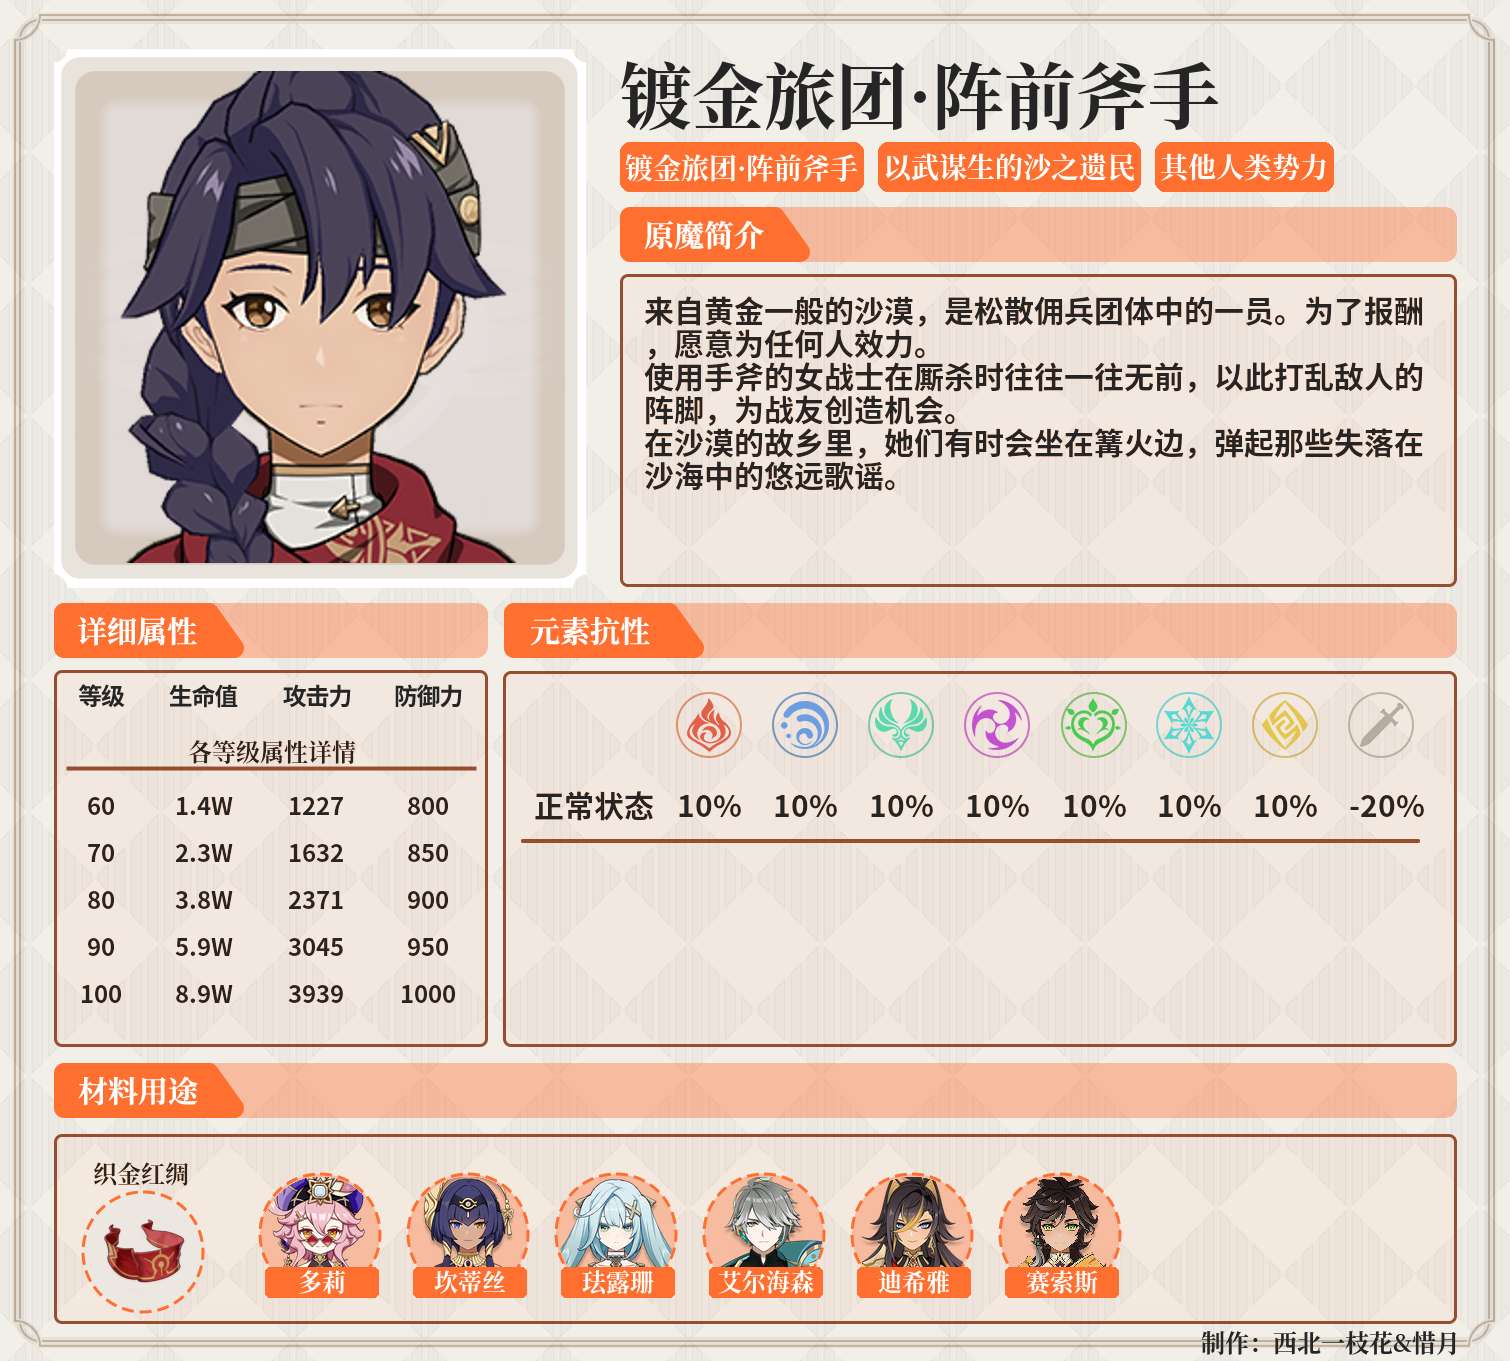 镀金旅团·阵前斧手
镀金旅团·阵前斧手 以武谋生的沙之遗民 其他人类势力
原魔简介
来自黄金一般的沙漠，是松散佣兵团体中的一员。为了报酬
，愿意为任何人效力。
使用手斧的女战士在厮杀时往往一往无前，以此打乱敌人的
阵脚，为战友创造机会。
在沙漠的故乡里，她们有时会坐在篝火边，弹起那些失落在
沙海中的悠远歌谣。
详细属性
等级 生命值 攻击力 防御力
各等级属性详情
60 1.4W 1227 800
70 2.3W 1632 850
80 3.8W 2371 900
90 5.9W 3045 950
100 8.9W 3939 1000
元素抗性
正常状态 10% 10% 10% 10% 10% 10% 10% -20%
材料用途
织金红绸
多莉 坎蒂丝 珐露珊 艾尔海森 迪希雅 赛索斯
制作：西北一枝花&惜月